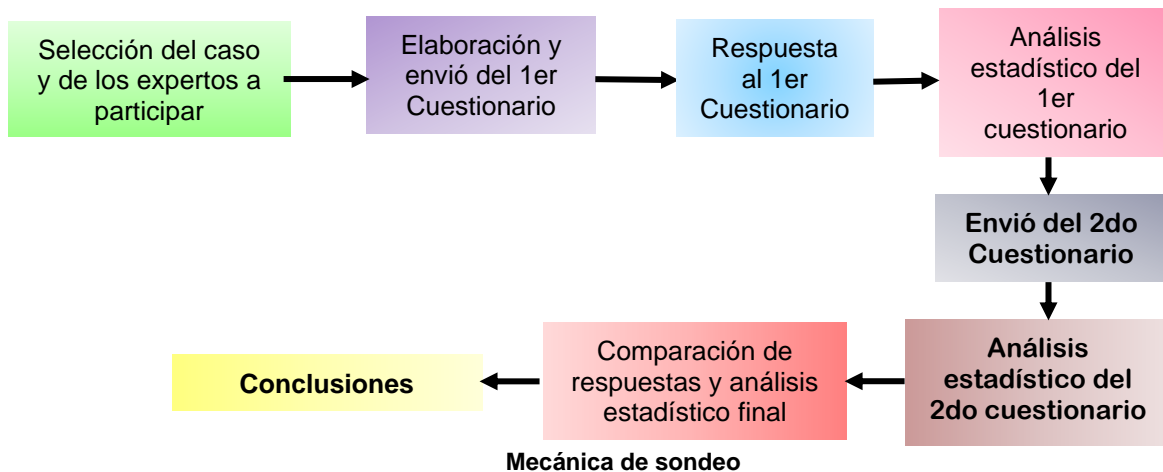 Selección del caso
y de los expertos a
participar
Elaboración y
envió del 1er
Cuestionario
Respuesta
al 1er
Cuestionario
Análisis
estadístico del
1er
cuestionario
Envió del 2do
Cuestionario
Análisis
estadístico del
2do cuestionario
Comparación de
respuestas y análisis
estadístico final
Conclusiones
Mecánica de sondeo